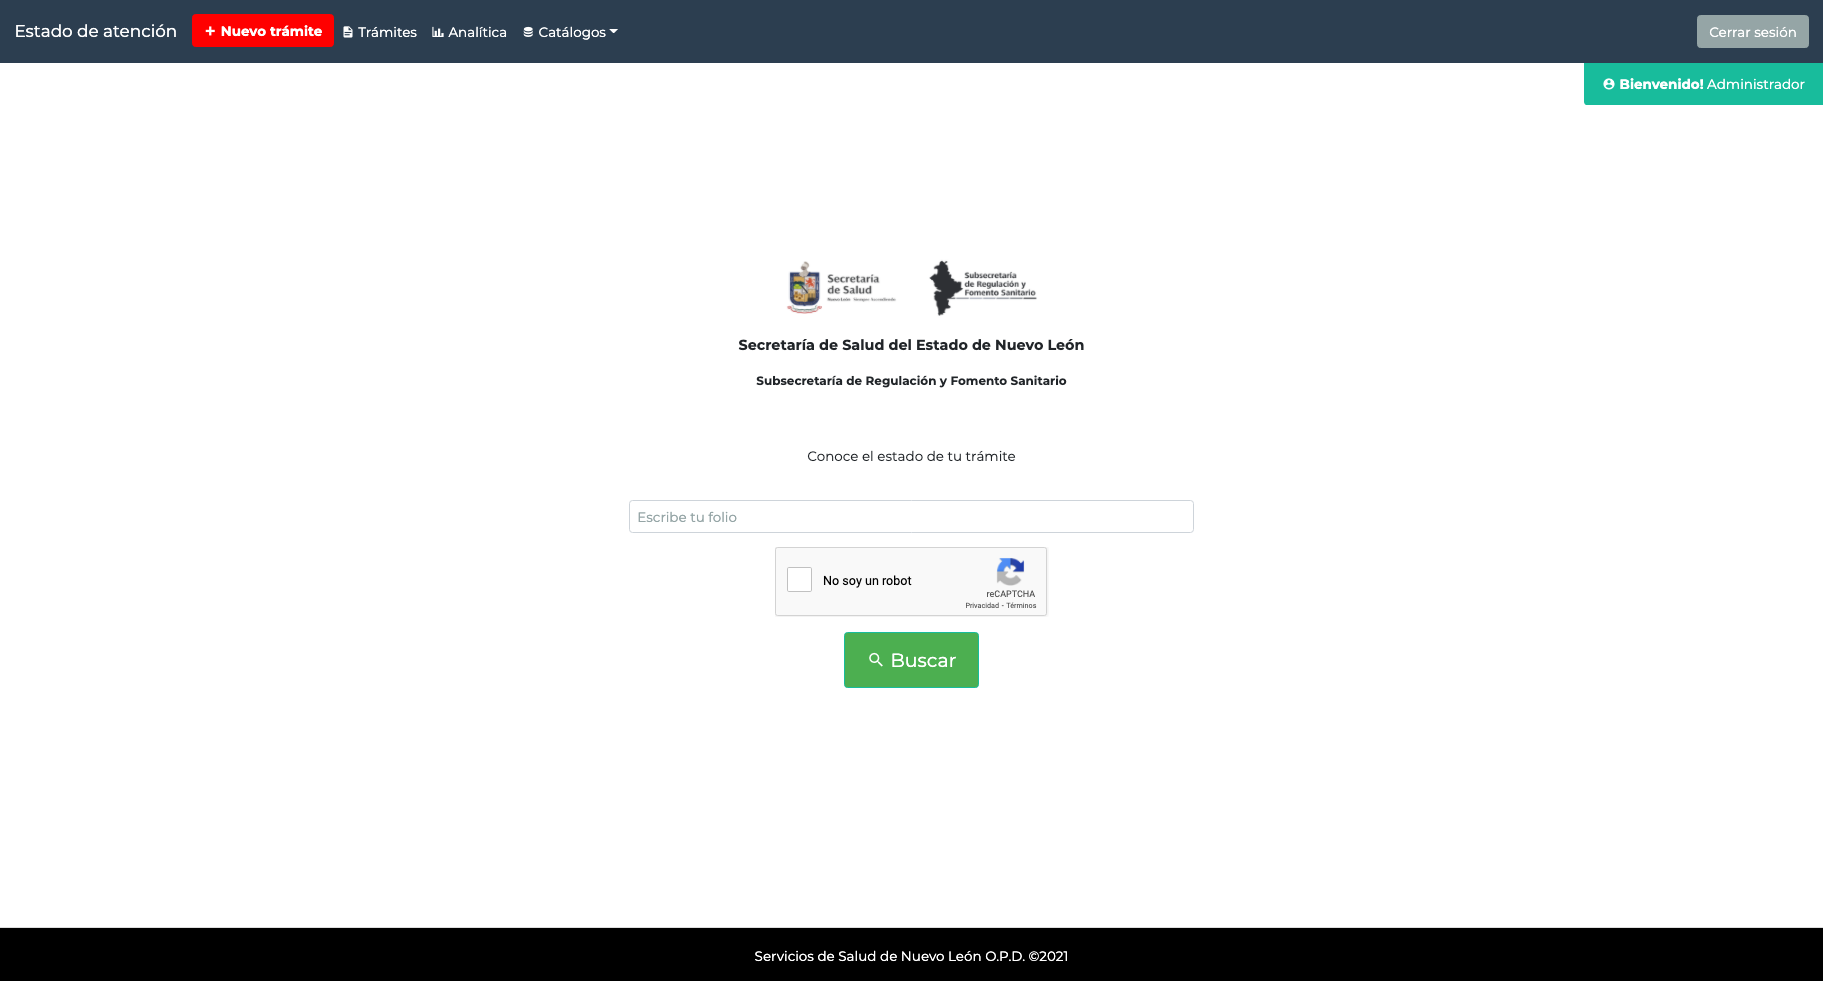 Estado de atención
Nuevo trámite
Trámites
Analítica
Catálogos
Cerrar sesión
Bienvenido! Administrador
Secretaría
de Salud
Subsecretaría
de Regulación y
Fomento Sanitario
Secretaría de Salud del Estado de Nuevo León
Subsecretaría de Regulación y Fomento Sanitario
Conoce el estado de tu trámite
Escribe tu folio
No soy un robot
reCAPTCHA
Privacidad - Términos
Buscar
Servicios de Salud de Nuevo León O.P.D. ©2021